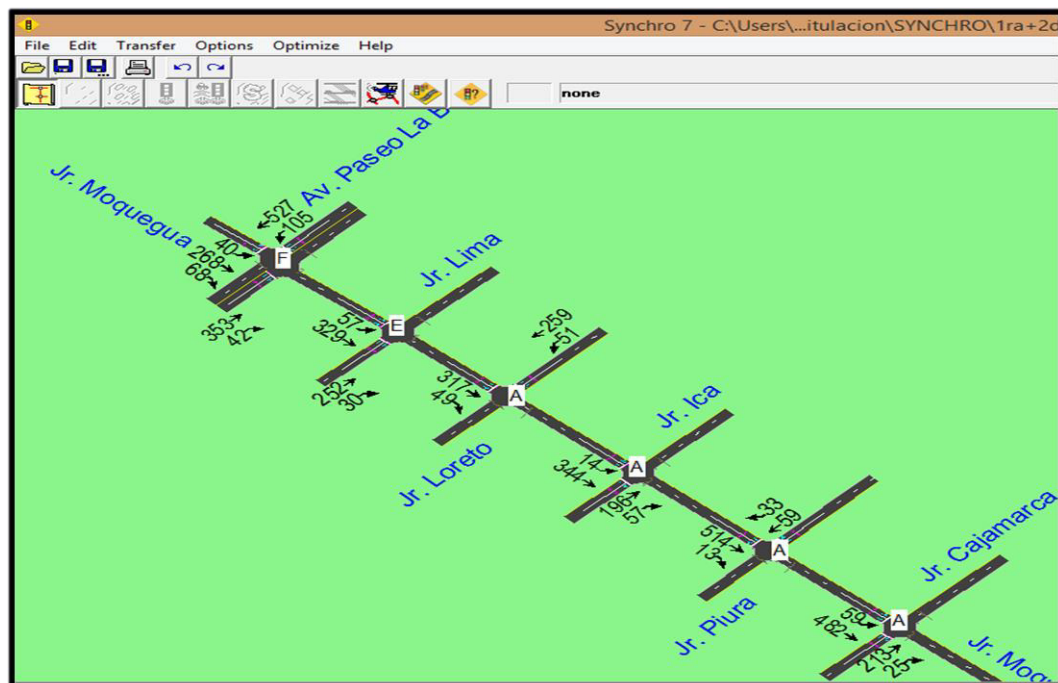 Synchro 7 - C:\Users\...itulacion\SYNCHRO\1ra+2d
File Edit Transfer Options Optimize Help
none
Jr. Moquegua
Av. Paseo La B
527
105
40
268
68
F
353
42
Jr. Lima
57
329
E
252
30
259
51
317
49
A
Jr. Loreto
Jr. Ica
14
344
A
196
57
33
59
514
13
A
Jr. Piura
Jr. Cajamarca
59
482
A
213
25
Jr. Moq